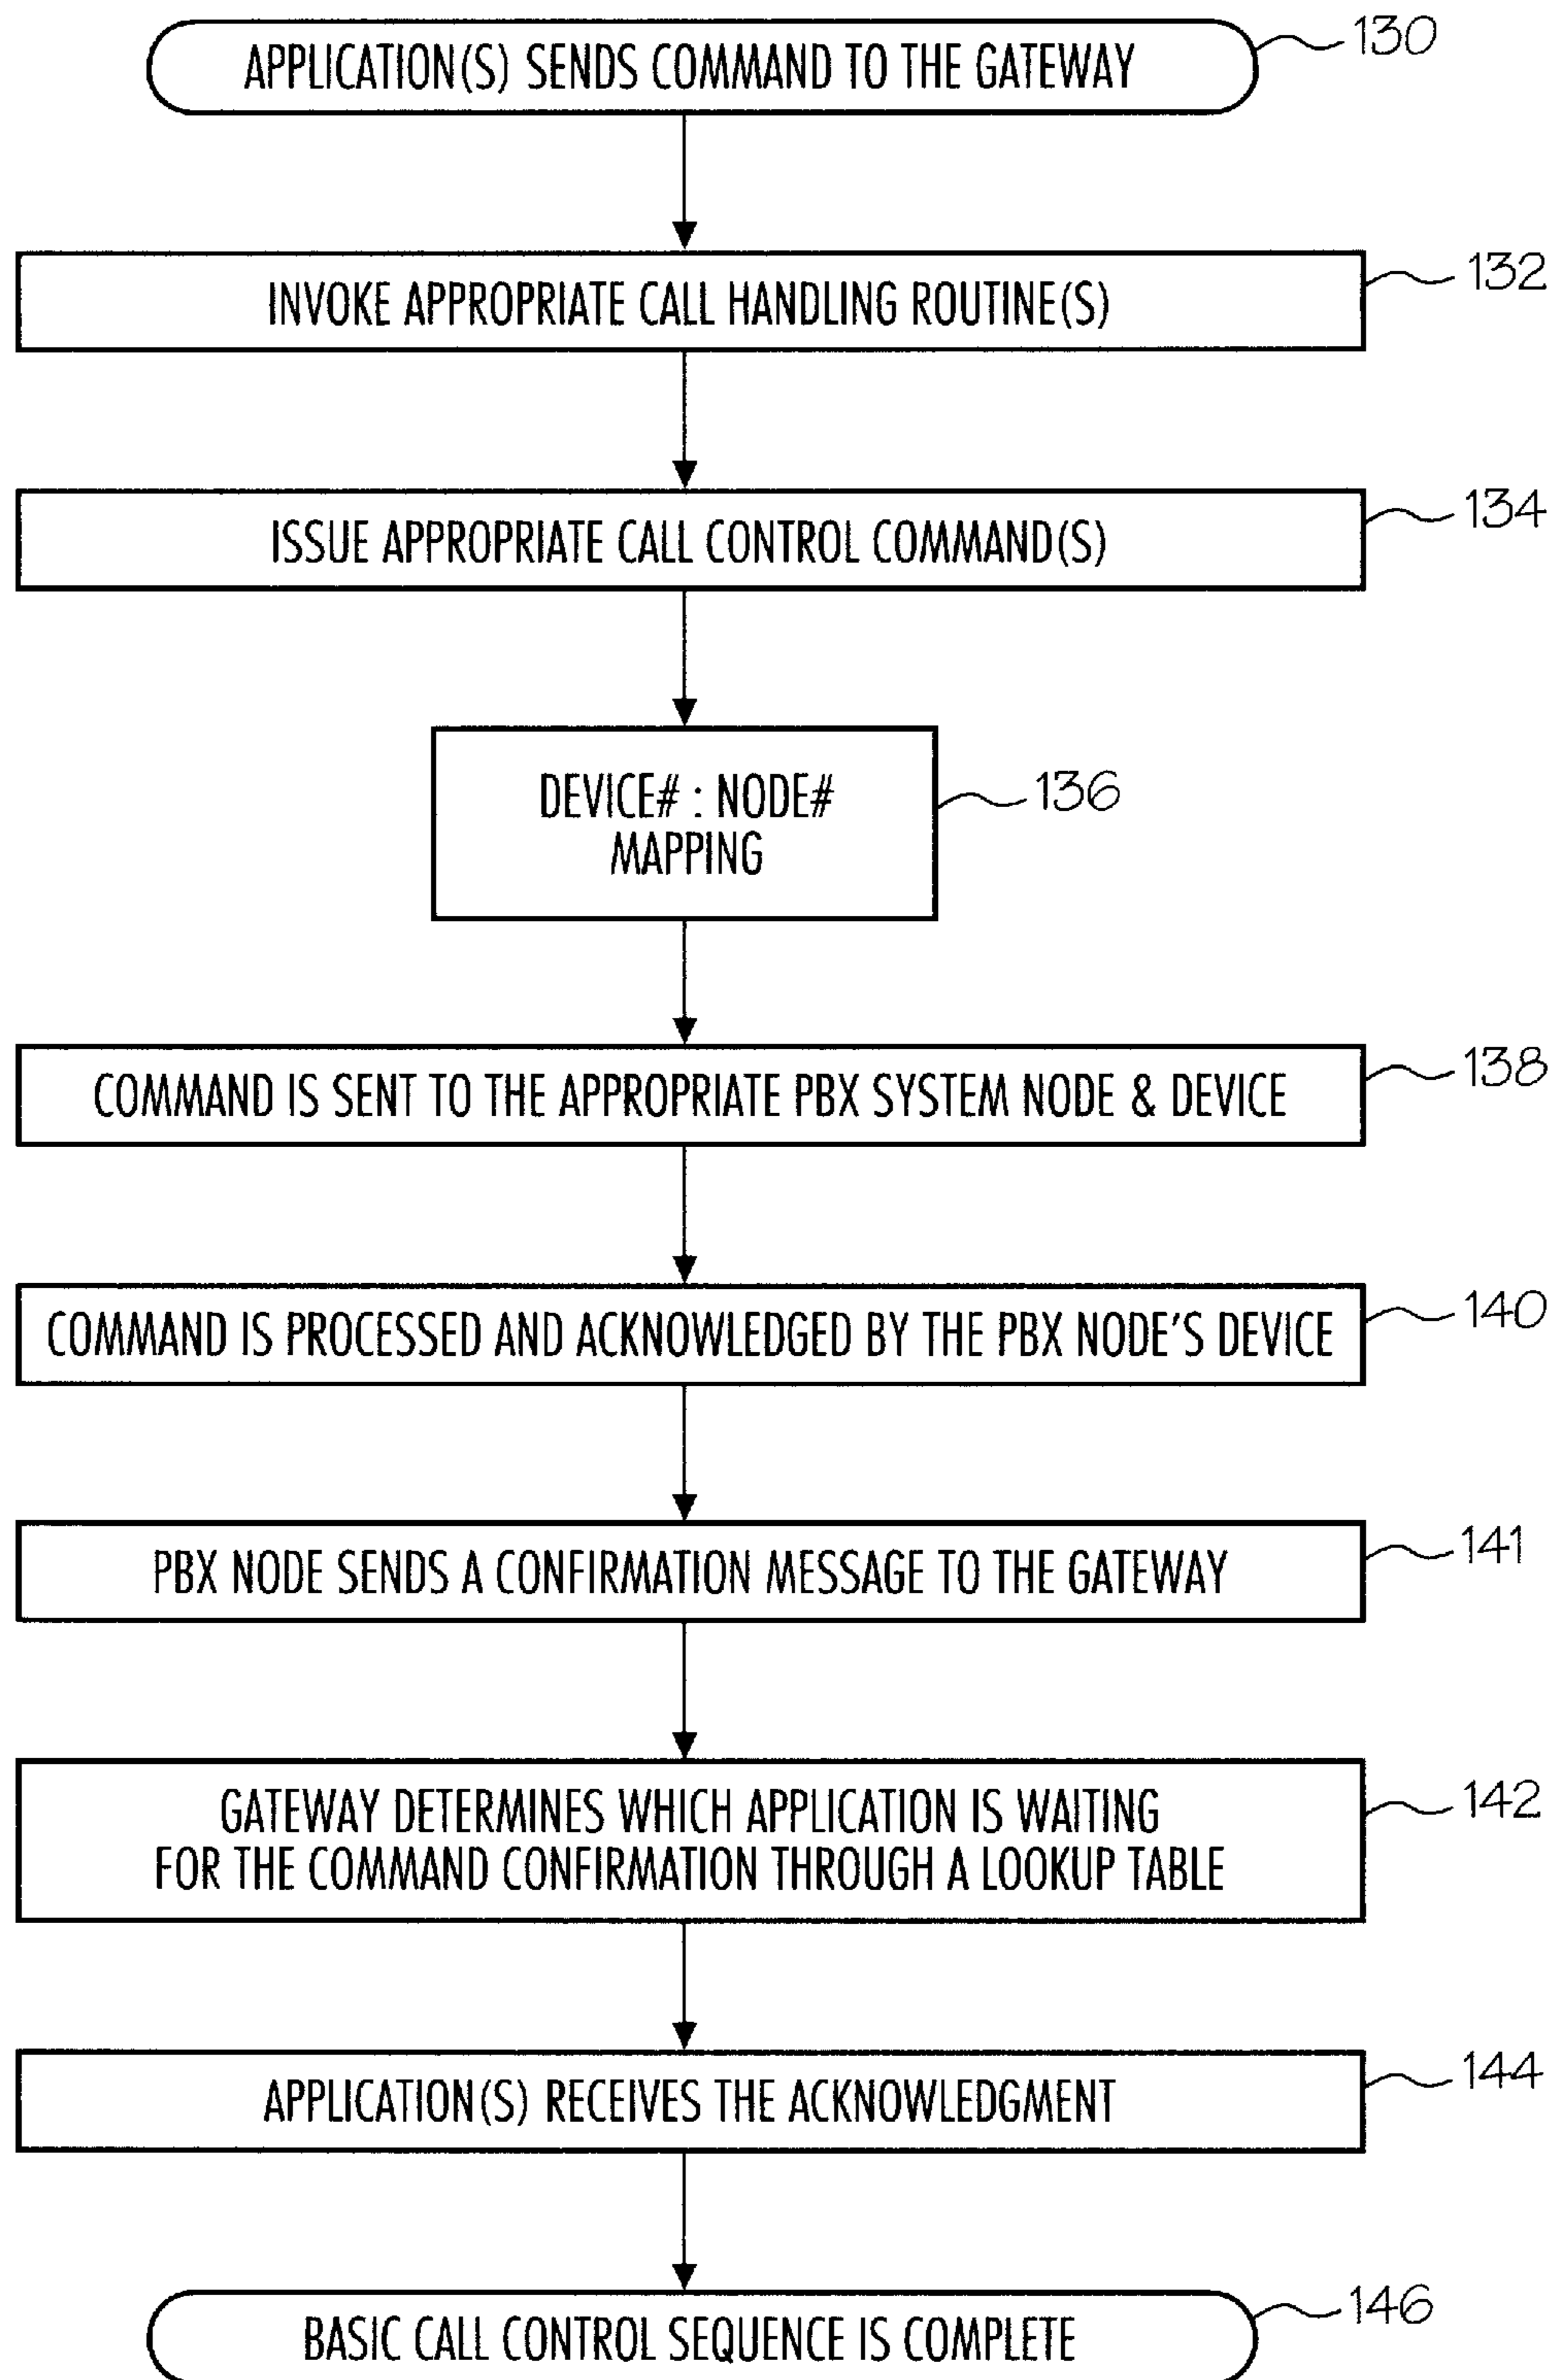 APPLICATION(S) SENDS COMMAND TO THE GATEWAY
130
INVOKE APPROPRIATE CALL HANDLING ROUTINE(S)
132
ISSUE APPROPRIATE CALL CONTROL COMMAND(S)
134
DEVICE# : NODE#
MAPPING
136
COMMAND IS SENT TO THE APPROPRIATE PBX SYSTEM NODE & DEVICE
138
COMMAND IS PROCESSED AND ACKNOWLEDGED BY THE PBX NODE'S DEVICE
140
PBX NODE SENDS A CONFIRMATION MESSAGE TO THE GATEWAY
141
GATEWAY DETERMINES WHICH APPLICATION IS WAITING
FOR THE COMMAND CONFIRMATION THROUGH A LOOKUP TABLE
142
APPLICATION(S) RECEIVES THE ACKNOWLEDGMENT
144
BASIC CALL CONTROL SEQUENCE IS COMPLETE
146